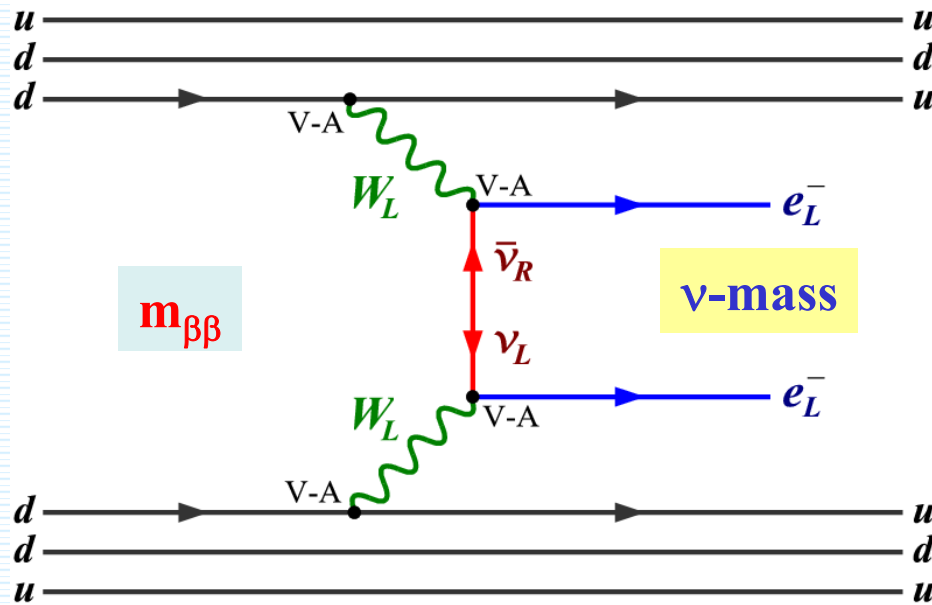 u u
d d
d u
V-A
W_L V-A e_L^-
ν̄_R
m_ββ ν-mass
ν_L
W_L V-A e_L^-
V-A
d u
d d
u u